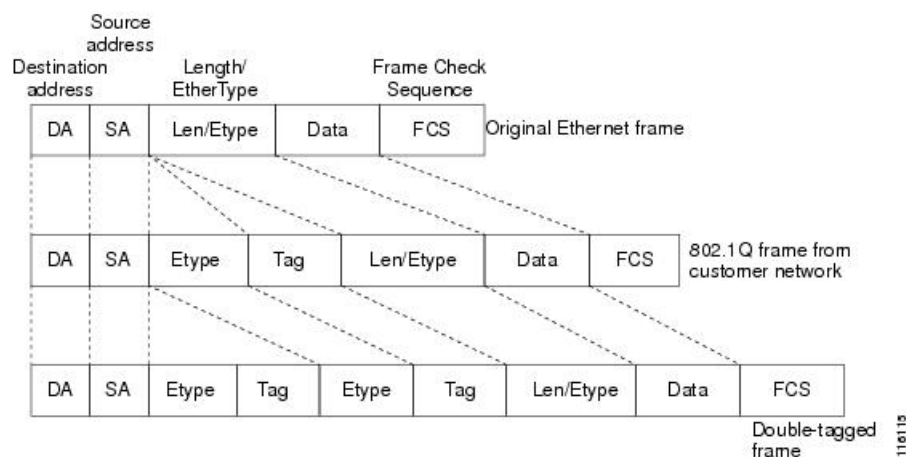 Source
address
Destination
address
Length/
EtherType
Frame Check
Sequence
DA SA Len/Etype Data FCS Original Ethernet frame
DA SA Etype Tag Len/Etype Data FCS 802.1Q frame from
customer network
DA SA Etype Tag Etype Tag Len/Etype Data FCS
Double-tagged
frame
116115